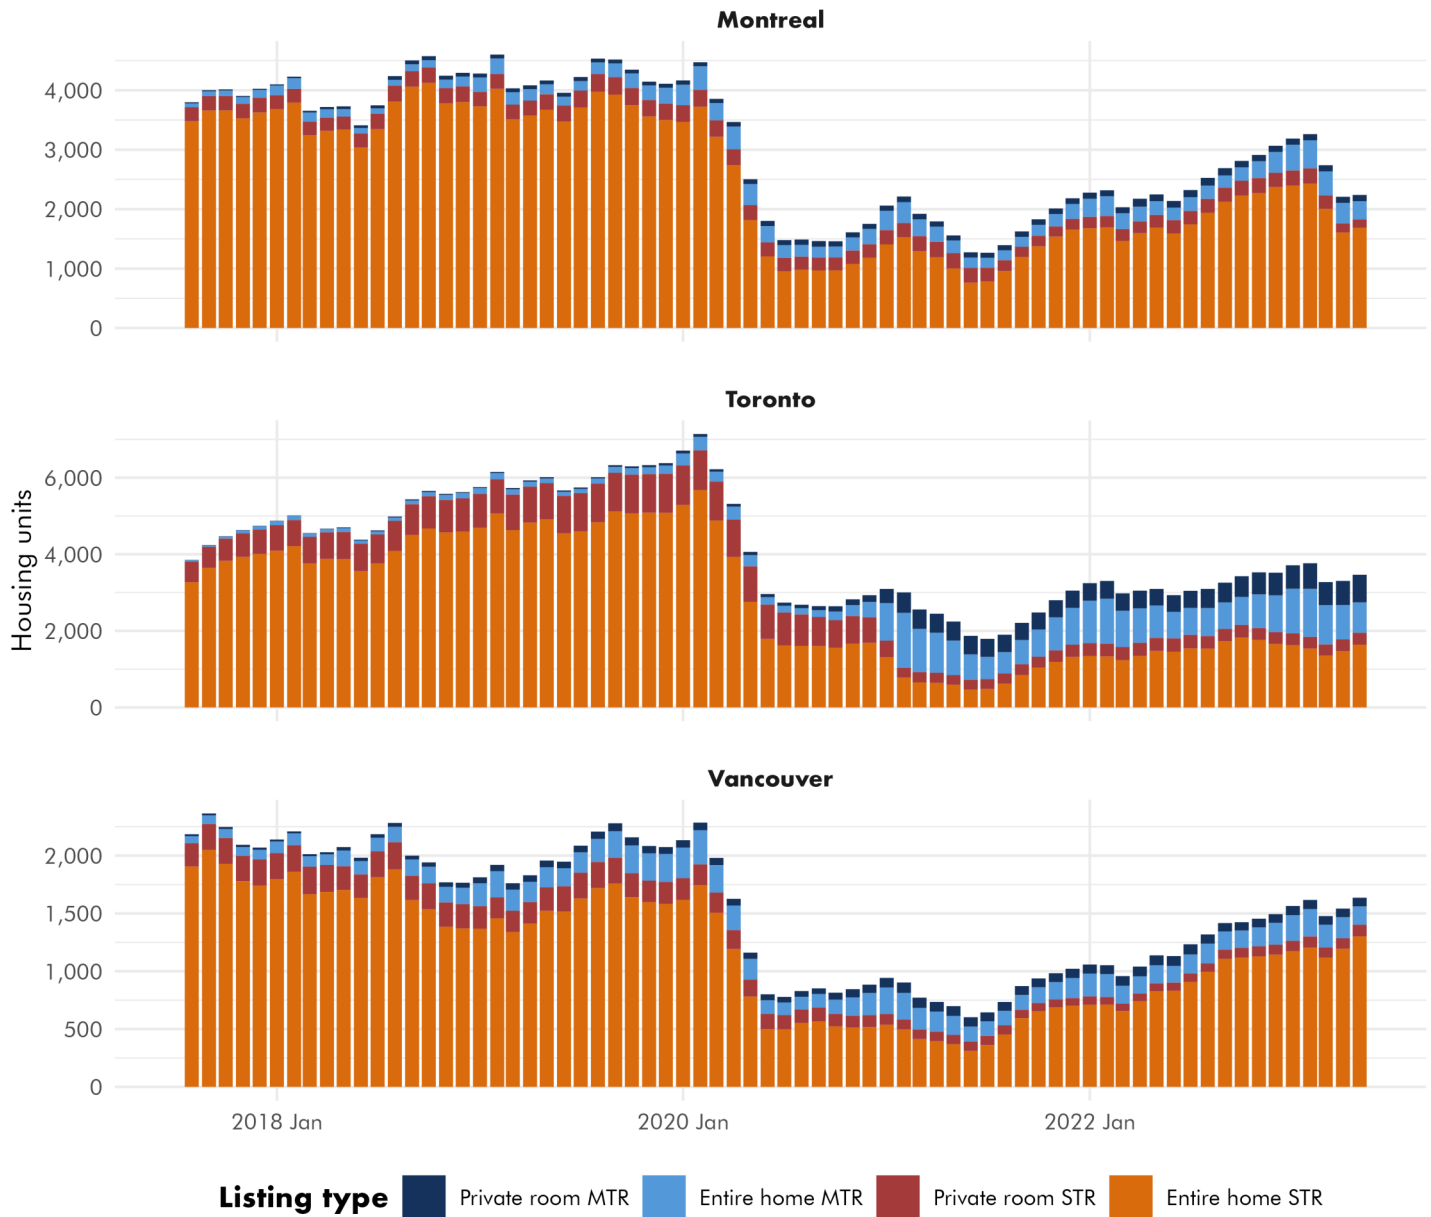 Montreal
4,000
3,000
2,000
1,000
0
Toronto
6,000
4,000
2,000
0
Housing units
Vancouver
2,000
1,500
1,000
500
0
2018 Jan 2020 Jan 2022 Jan
Listing type Private room MTR Entire home MTR Private room STR Entire home STR